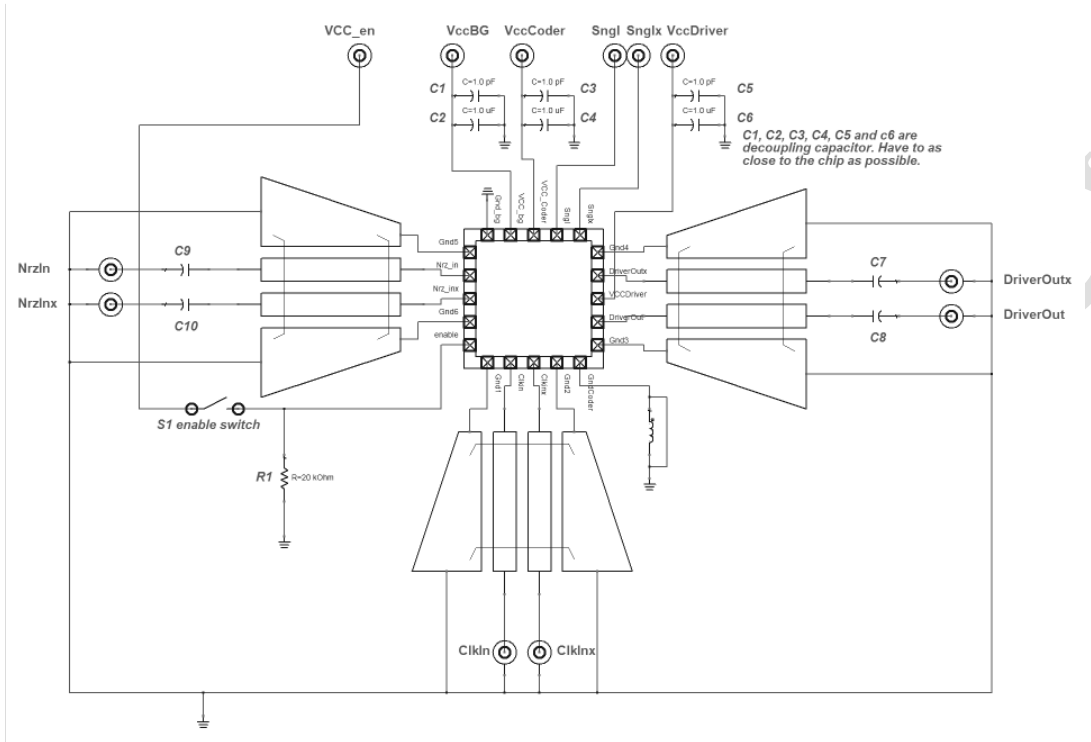 VCC_en
VccBG
VccCoder
Sngl
Snglx
VccDriver
C1
C=1.0 pF
C=1.0 pF
C3
C=1.0 pF
C5
C2
C=1.0 uF
C=1.0 uF
C4
C=1.0 uF
C6
C1, C2, C3, C4, C5 and c6 are
decoupling capacitor. Have to as
close to the chip as possible.
Gnd_bg
VCC_bg
VCC_Coder
Sngl
Snglx
Gnd5
Gnd4
C9
Nrz_in
DriverOutx
C7
NrzIn
DriverOutx
Nrz_inx
VCCDriver
NrzInx
DriverOut
C10
Gnd6
DriverOut
C8
enable
Gnd3
Gnd1
ClkIn
ClkInx
Gnd2
GndCoder
S1 enable switch
R1
R=20 kOhm
ClkIn
ClkInx